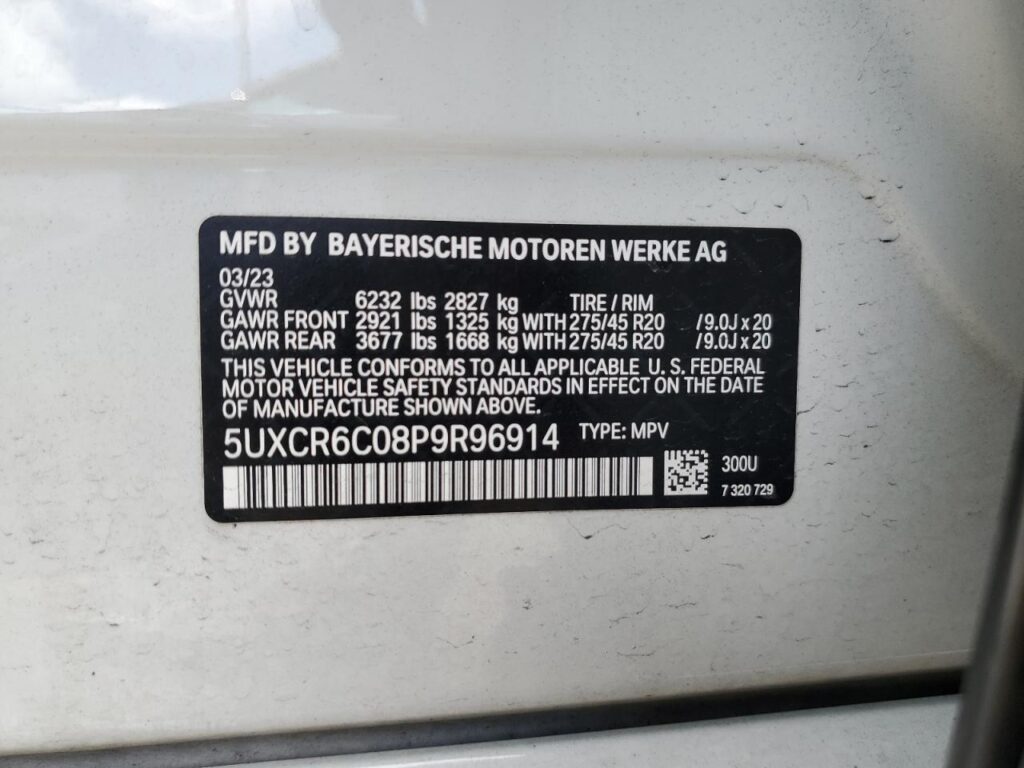 MFD BY BAYERISCHE MOTOREN WERKE AG
03/23
GVWR 6232 lbs 2827 kg TIRE / RIM
GAWR FRONT 2921 lbs 1325 kg WITH 275/45 R20 /9.0J x 20
GAWR REAR 3677 lbs 1668 kg WITH 275/45 R20 /9.0J x 20
THIS VEHICLE CONFORMS TO ALL APPLICABLE U. S. FEDERAL
MOTOR VEHICLE SAFETY STANDARDS IN EFFECT ON THE DATE
OF MANUFACTURE SHOWN ABOVE.
5UXCR6C08P9R96914 TYPE: MPV
300U
7 320 729